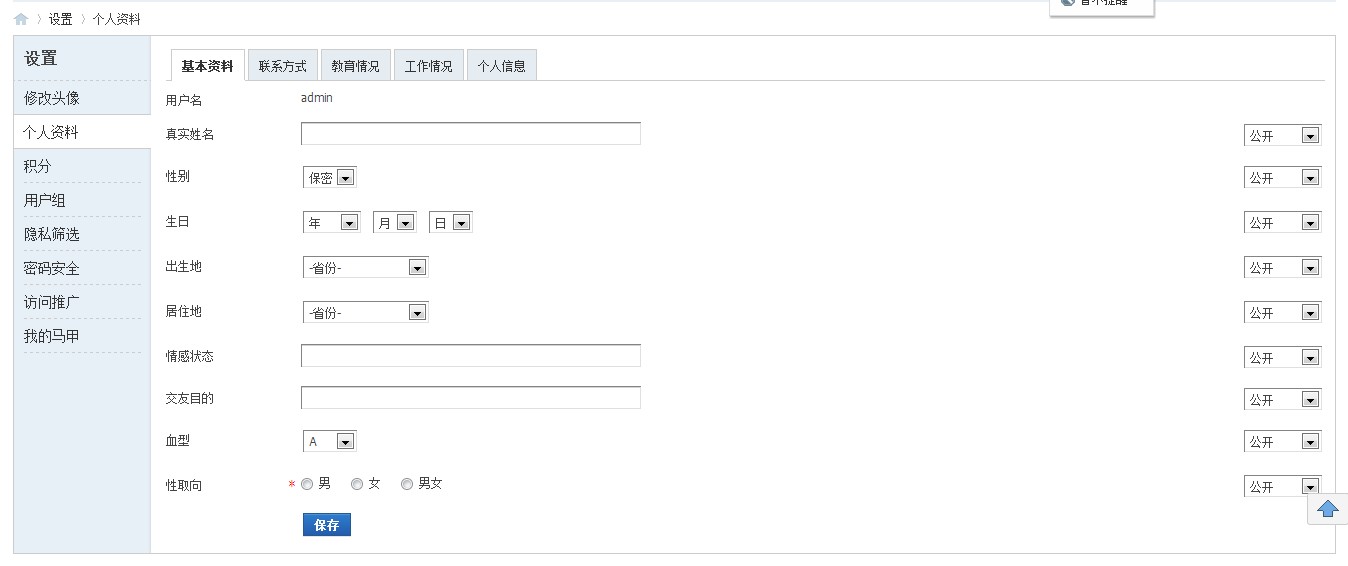 暂不提醒
设置 个人资料
设置
修改头像
个人资料
积分
用户组
隐私筛选
密码安全
访问推广
我的马甲
基本资料 联系方式 教育情况 工作情况 个人信息
用户名 admin
真实姓名 公开
性别 保密 公开
生日 年 月 日 公开
出生地 -省份- 公开
居住地 -省份- 公开
情感状态 公开
交友目的 公开
血型 A 公开
性取向 * 男 女 男女 公开
保存